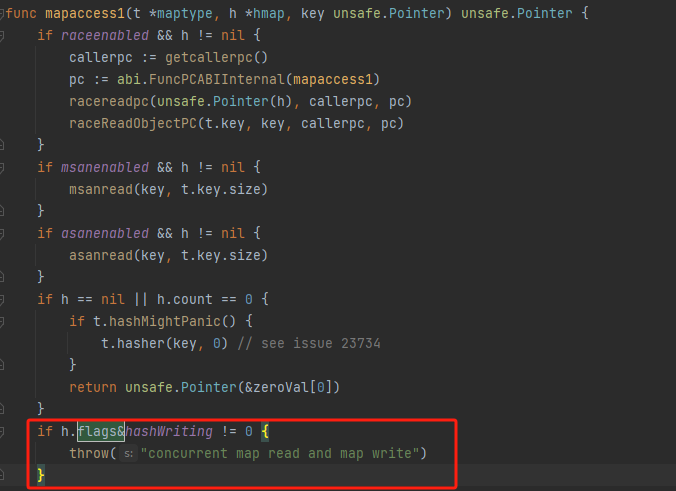 func mapaccess1(t *maptype, h *hmap, key unsafe.Pointer) unsafe.Pointer {
    if raceenabled && h != nil {
        callerpc := getcallerpc()
        pc := abi.FuncPCABIInternal(mapaccess1)
        racereadpc(unsafe.Pointer(h), callerpc, pc)
        raceReadObjectPC(t.key, key, callerpc, pc)
    }
    if msanenabled && h != nil {
        msanread(key, t.key.size)
    }
    if asanenabled && h != nil {
        asanread(key, t.key.size)
    }
    if h == nil || h.count == 0 {
        if t.hashMightPanic() {
            t.hasher(key, 0) // see issue 23734
        }
        return unsafe.Pointer(&zeroVal[0])
    }
    if h.flags&hashWriting != 0 {
        throw( s: "concurrent map read and map write")
    }